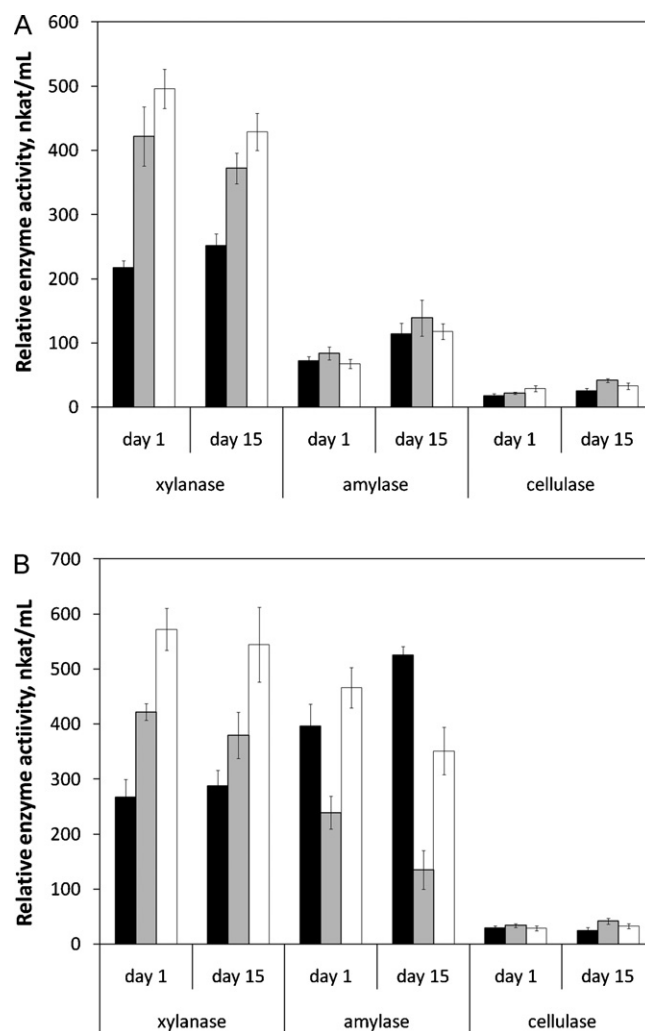 A
Relative enzyme activity, nkat/mL
600
500
400
300
200
100
0
day 1 day 15 day 1 day 15 day 1 day 15
xylanase amylase cellulase
B
Relative enzyme actiivity, nkat/mL
700
600
500
400
300
200
100
0
day 1 day 15 day 1 day 15 day 1 day 15
xylanase amylase cellulase